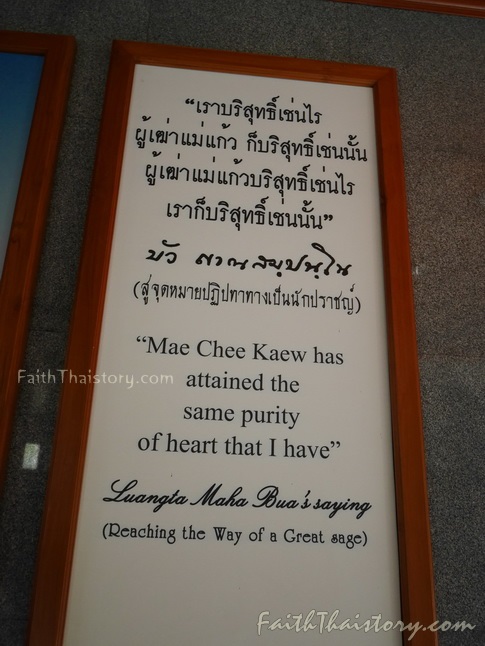 “เราบริสุทธิ์เช่นไร
ผู้เฒ่าแม่แก้ว ก็บริสุทธิ์เช่นนั้น
ผู้เฒ่าแม่แก้วบริสุทธิ์เช่นไร
เราก็บริสุทธิ์เช่นนั้น”
บัว ญาณสมฺปนฺโน
(สู่จุดหมายปฏิปทาทางเป็นนักปราชญ์)
“Mae Chee Kaew has
attained the
same purity
of heart that I have”
Luangta Maha Bua's saying
(Reaching the Way of a Great sage)
FaithThaistory.com
FaithThaistory.com